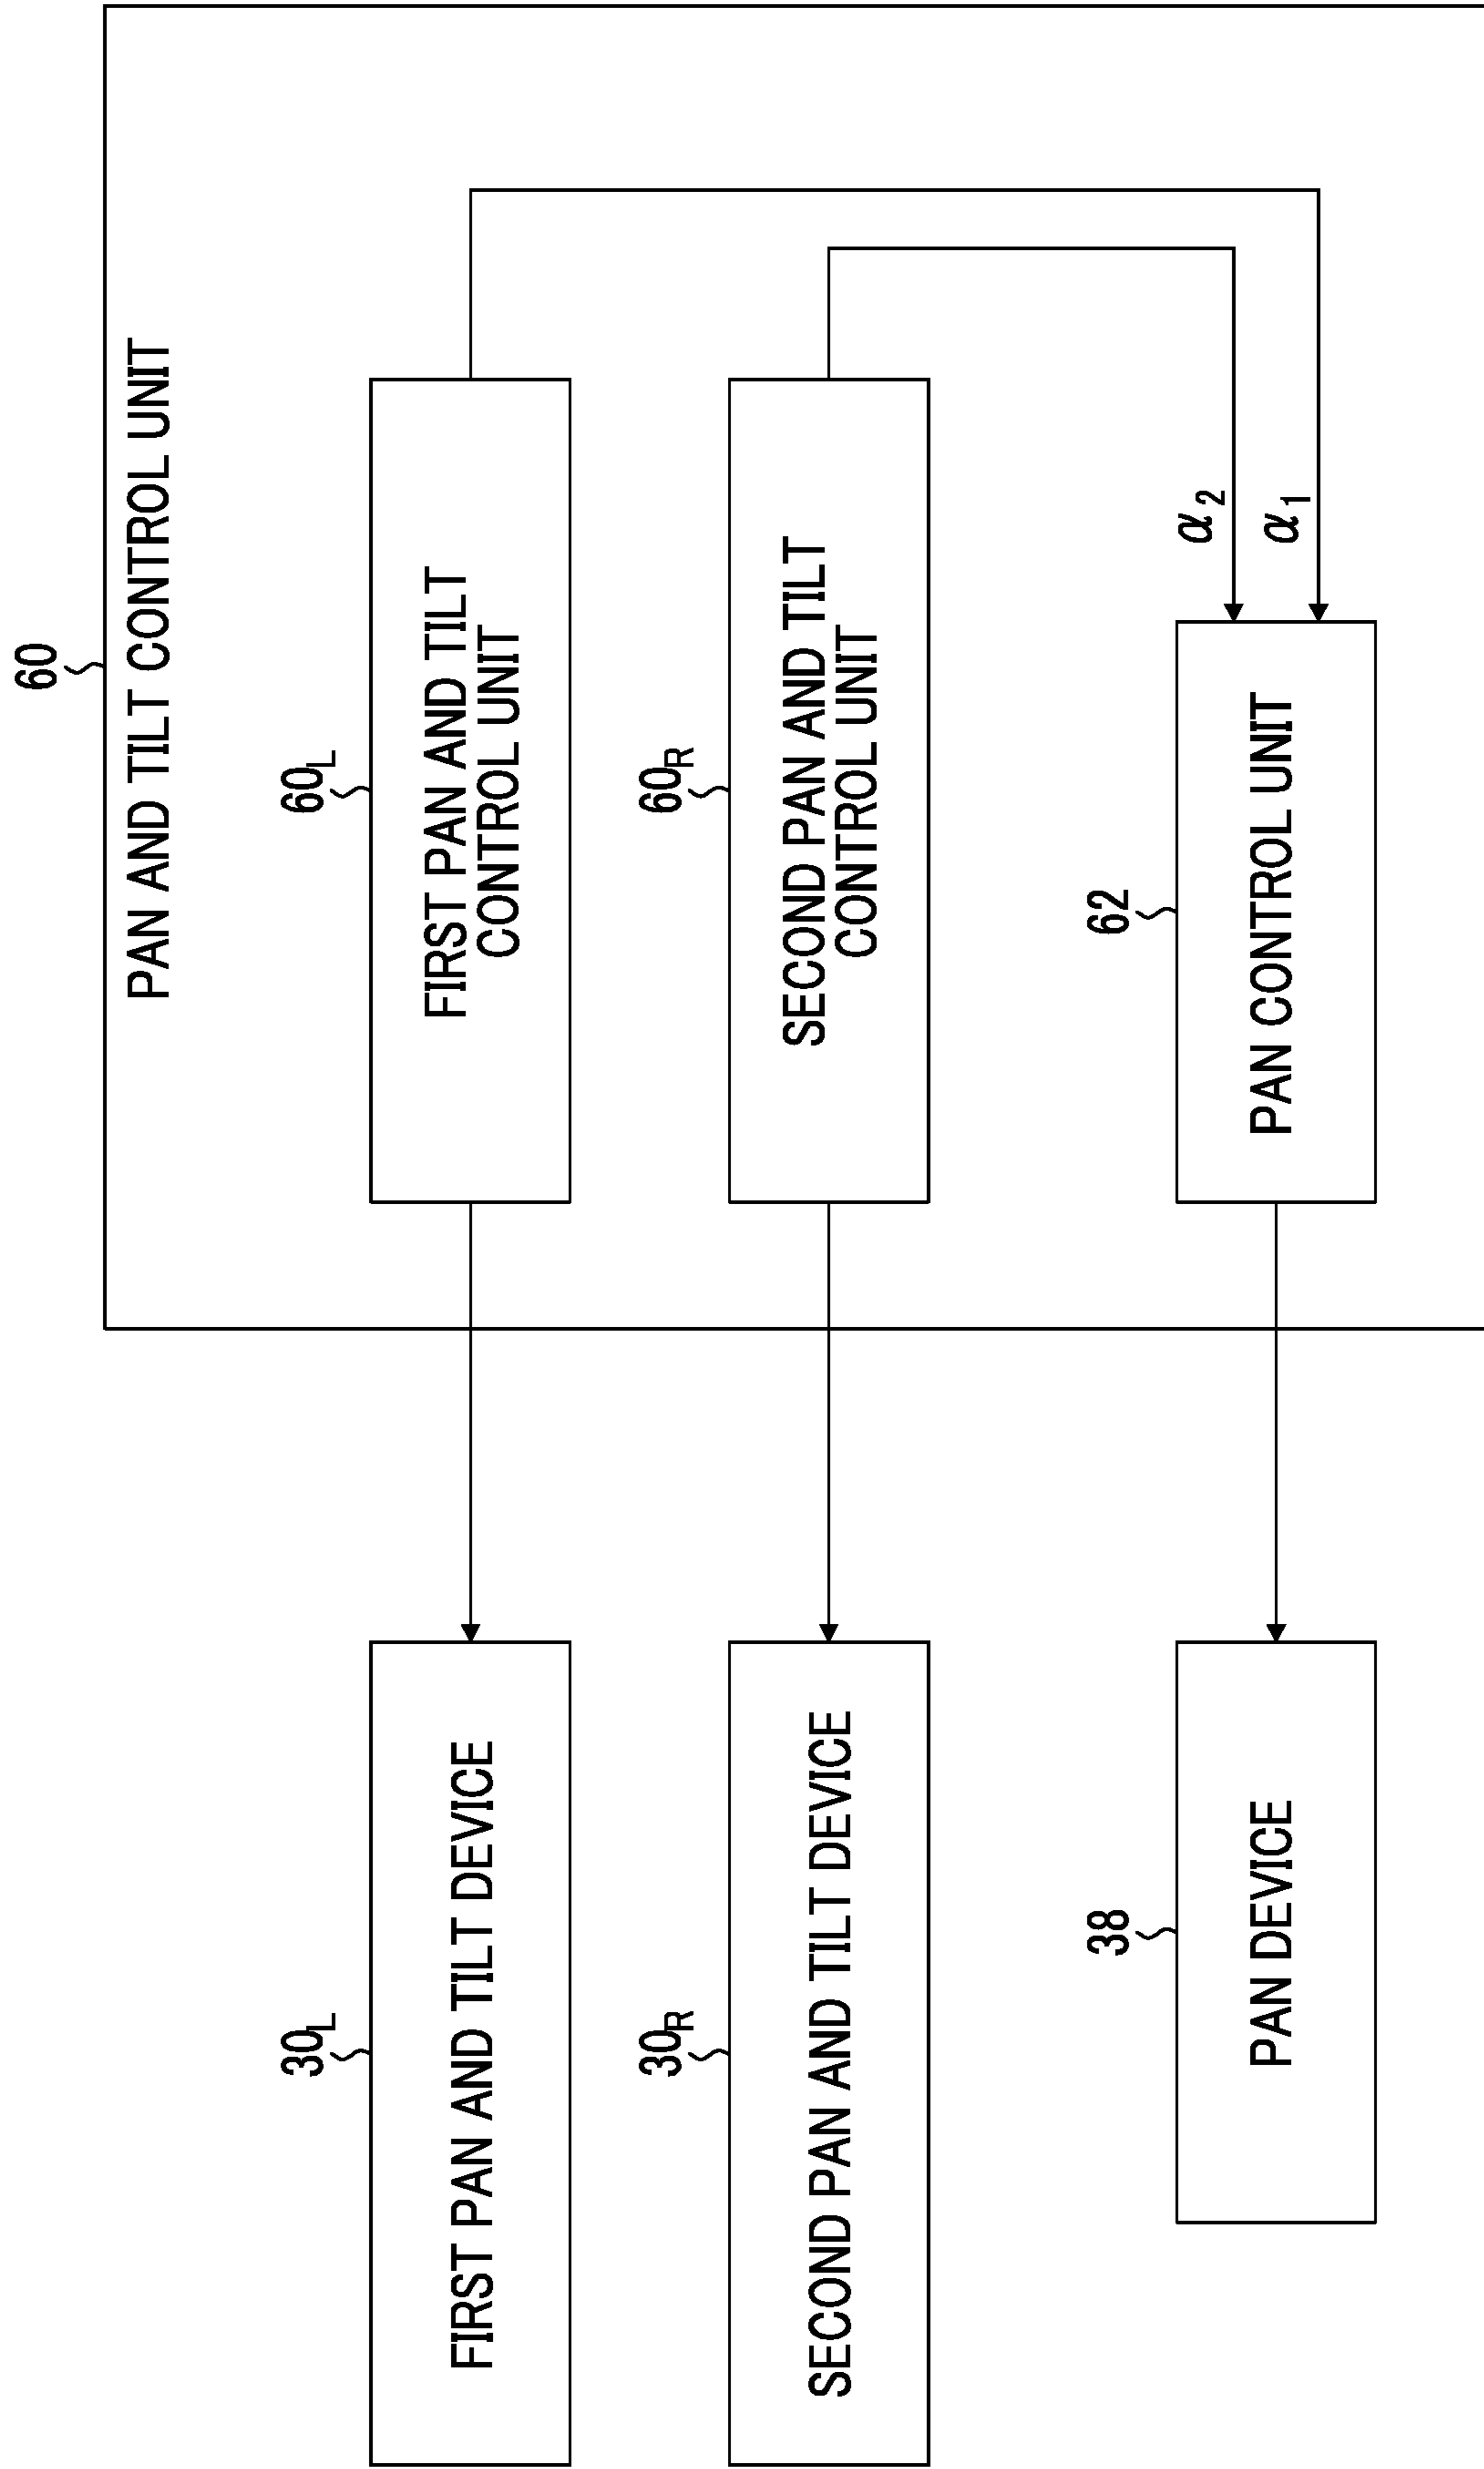 60
PAN AND TILT CONTROL UNIT
30L
FIRST PAN AND TILT DEVICE
60L
FIRST PAN AND TILT
CONTROL UNIT
30R
SECOND PAN AND TILT DEVICE
60R
SECOND PAN AND TILT
CONTROL UNIT
38
PAN DEVICE
62
PAN CONTROL UNIT
α2
α1